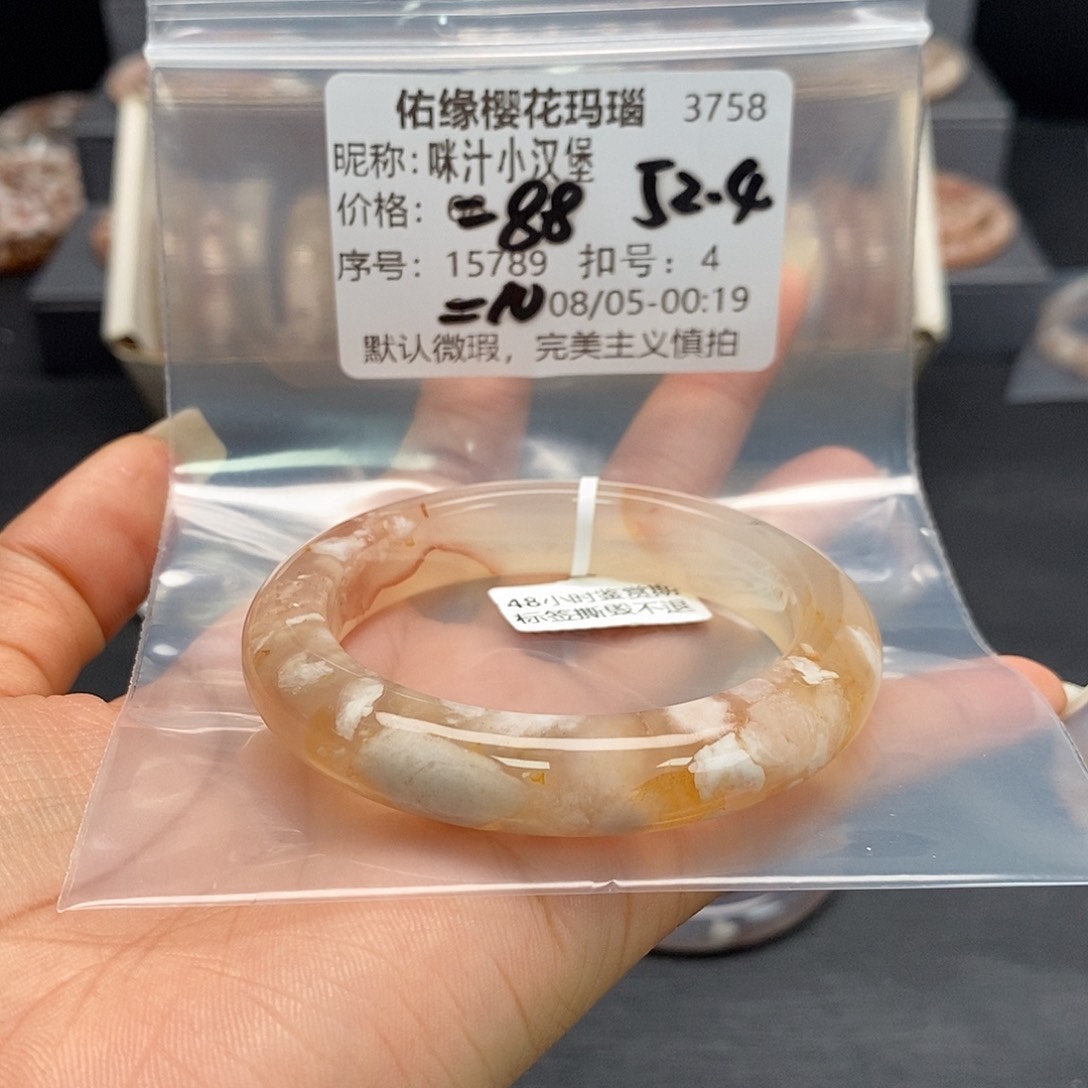 佑缘樱花玛瑙 3758
昵称：咪汁小汉堡
价格： =88 52.4
序号：15789 扣号：4
08/05-00:19
默认微瑕，完美主义慎拍
48小时鉴赏期
标签撕毁不退